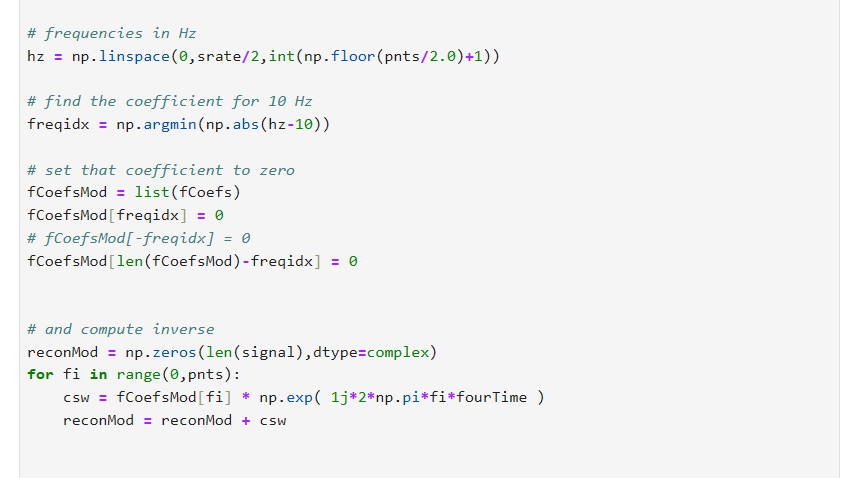 # frequencies in Hz
hz = np.linspace(0,srate/2,int(np.floor(pnts/2.0)+1))
# find the coefficient for 10 Hz
freqidx = np.argmin(np.abs(hz-10))
# set that coefficient to zero
fCoefsMod = list(fCoefs)
fCoefsMod[freqidx] = 0
# fCoefsMod[-freqidx] = 0
fCoefsMod[len(fCoefsMod)-freqidx] = 0
# and compute inverse
reconMod = np.zeros(len(signal),dtype=complex)
for fi in range(0,pnts):
    csw = fCoefsMod[fi] * np.exp( 1j*2*np.pi*fi*fourTime )
    reconMod = reconMod + csw